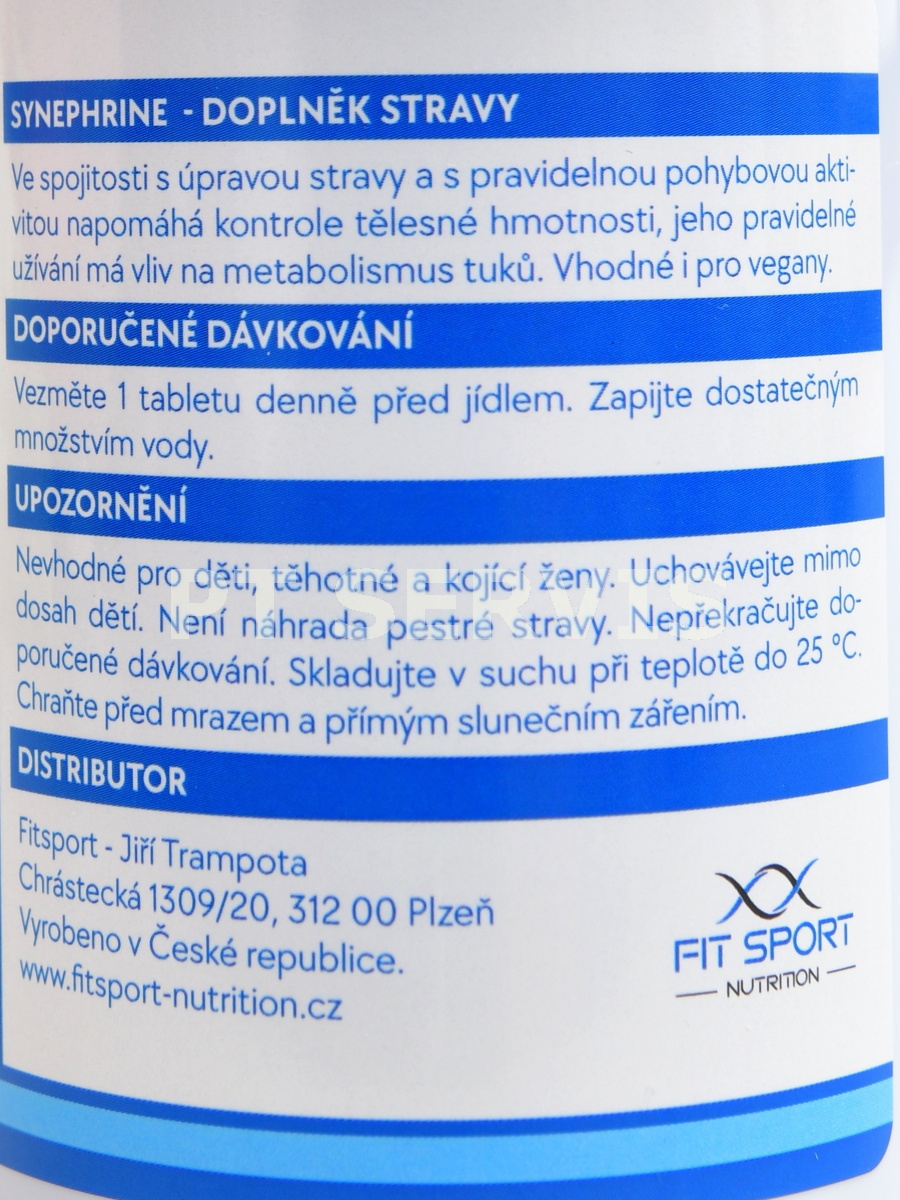 SYNEPHRINE - DOPLNĚK STRAVY
Ve spojitosti s úpravou stravy a s pravidelnou pohybovou akti-
vitou napomáhá kontrole tělesné hmotnosti, jeho pravidelné
užívání má vliv na metabolismus tuků. Vhodné i pro vegany.
DOPORUČENÉ DÁVKOVÁNÍ
Vezměte 1 tabletu denně před jídlem. Zapijte dostatečným
množstvím vody.
UPOZORNĚNÍ
Nevhodné pro děti, těhotné a kojící ženy. Uchovávejte mimo
dosah dětí. Není náhrada pestré stravy. Nepřekračujte do-
poručené dávkování. Skladujte v suchu při teplotě do 25 °C.
Chraňte před mrazem a přímým slunečním zářením.
PT SERVIS
DISTRIBUTOR
Fitsport - Jiří Trampota
Chrástecká 1309/20, 312 00 Plzeň
Vyrobeno v České republice.
www.fitsport-nutrition.cz
FIT SPORT
NUTRITION